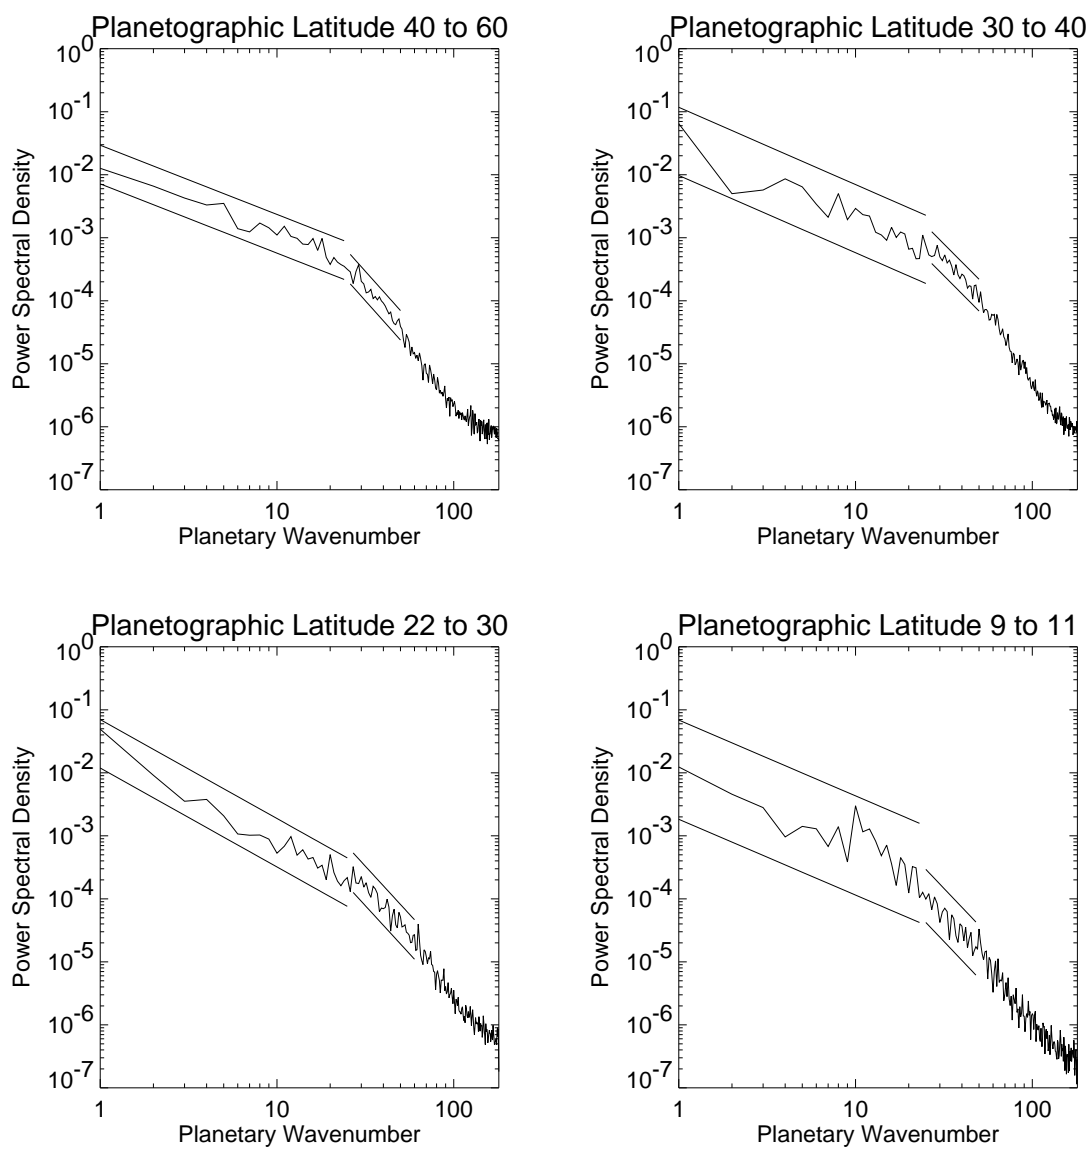 Planetographic Latitude 40 to 60
Power Spectral Density
10^0
10^-1
10^-2
10^-3
10^-4
10^-5
10^-6
10^-7
1 10 100
Planetary Wavenumber
Planetographic Latitude 30 to 40
Power Spectral Density
10^0
10^-1
10^-2
10^-3
10^-4
10^-5
10^-6
10^-7
1 10 100
Planetary Wavenumber
Planetographic Latitude 22 to 30
Power Spectral Density
10^0
10^-1
10^-2
10^-3
10^-4
10^-5
10^-6
10^-7
1 10 100
Planetary Wavenumber
Planetographic Latitude 9 to 11
Power Spectral Density
10^0
10^-1
10^-2
10^-3
10^-4
10^-5
10^-6
10^-7
1 10 100
Planetary Wavenumber